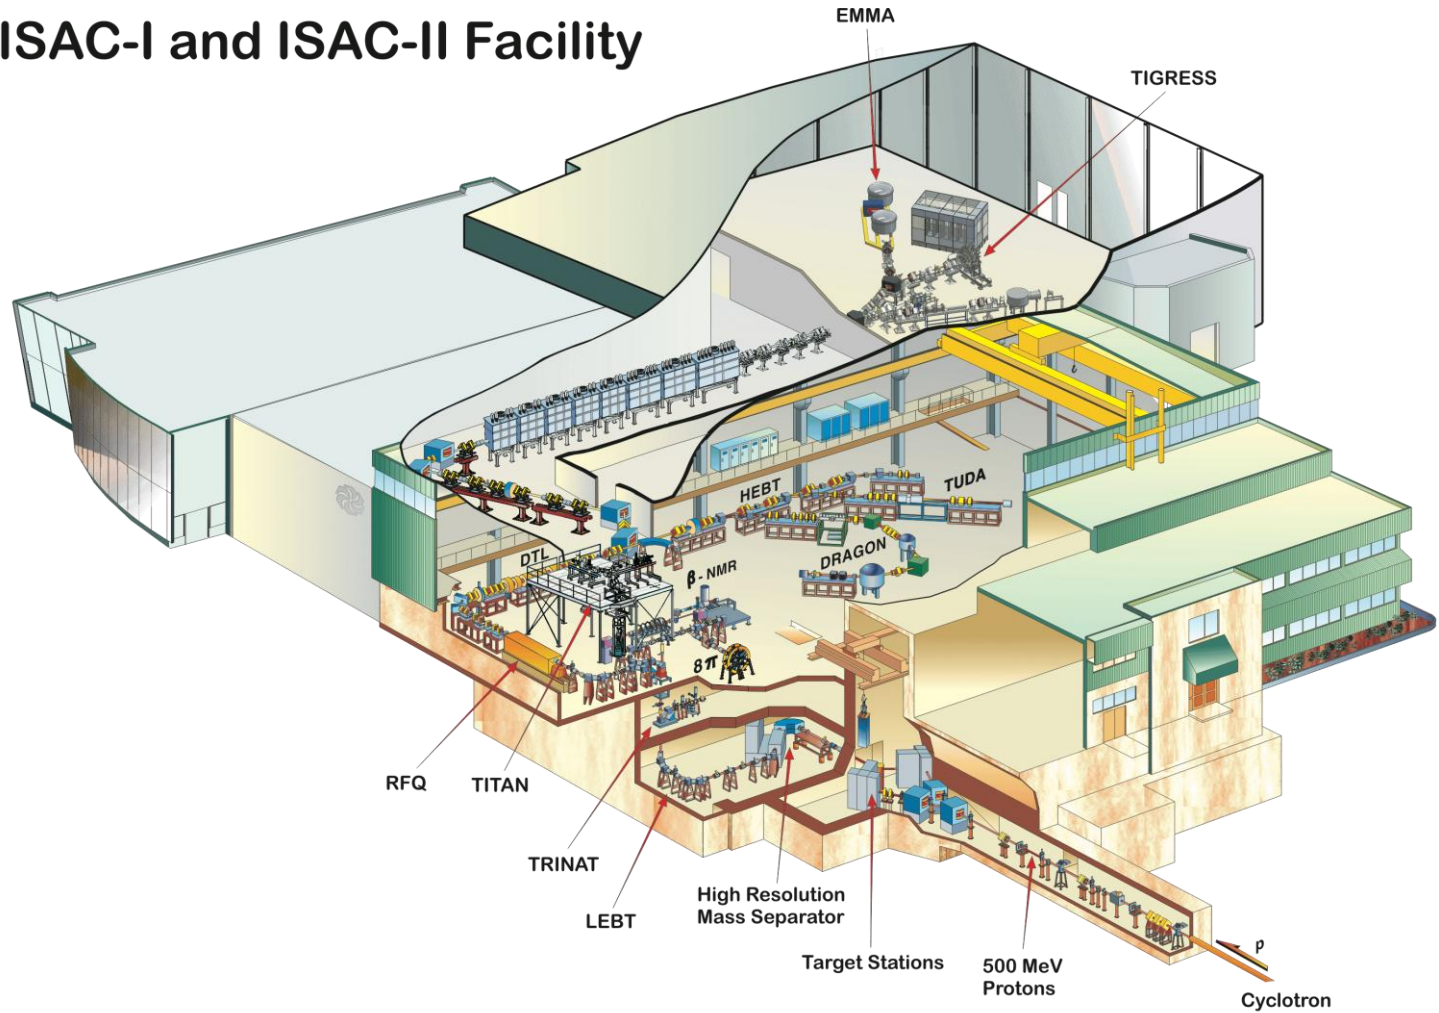 ISAC-I and ISAC-II Facility
EMMA
TIGRESS
HEBT
TUDA
DTL
β - NMR
DRAGON
8π
RFQ
TITAN
TRINAT
LEBT
High Resolution
Mass Separator
Target Stations
500 MeV
Protons
p
Cyclotron